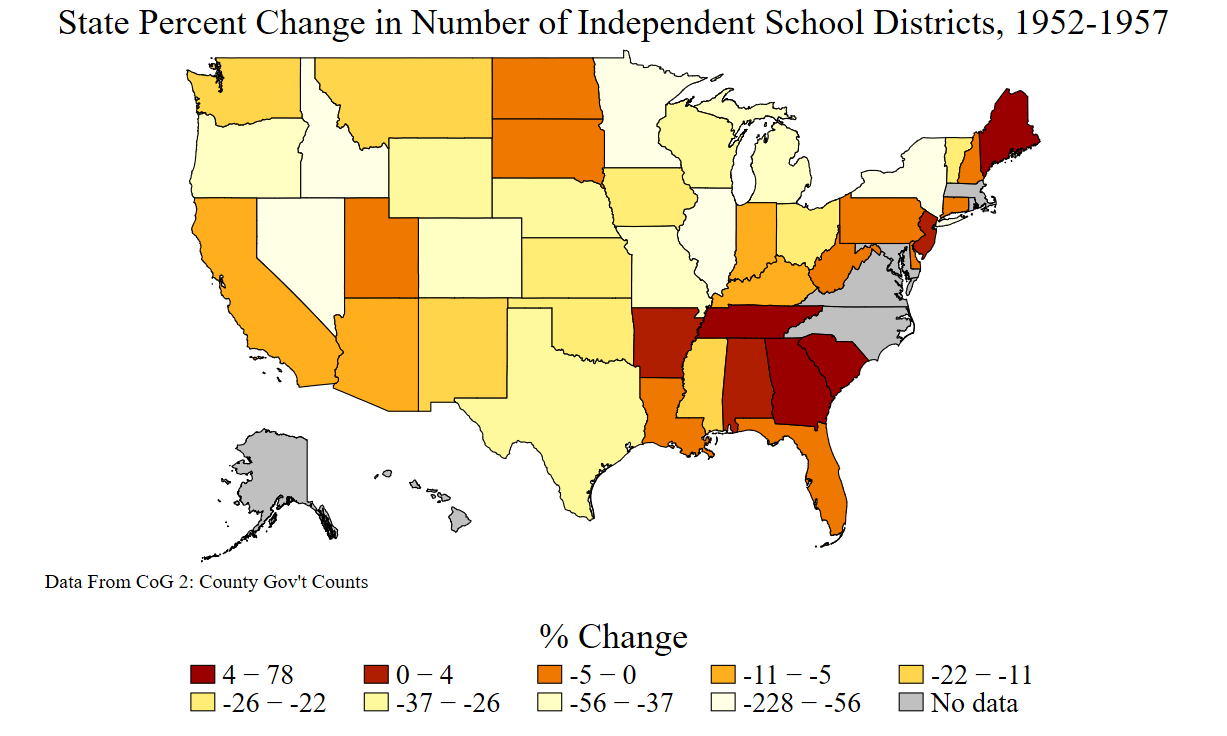 State Percent Change in Number of Independent School Districts, 1952-1957
Data From CoG 2: County Gov't Counts
% Change
4 − 78 0 − 4 -5 − 0 -11 − -5 -22 − -11
-26 − -22 -37 − -26 -56 − -37 -228 − -56 No data